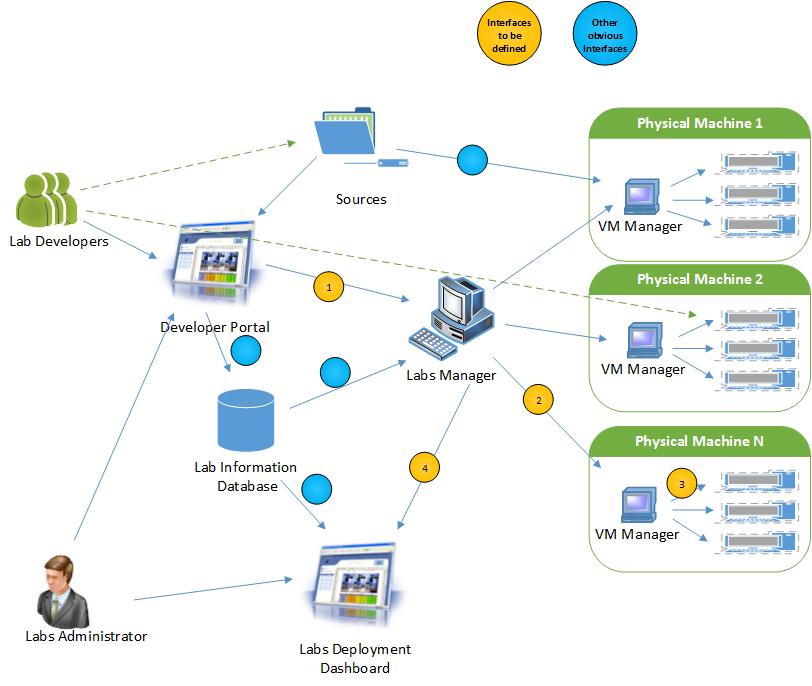 Interfaces
to be
defined
Other
obvious
Interfaces
Physical Machine 1
Sources
VM Manager
Lab Developers
Physical Machine 2
1
Developer Portal
Labs Manager
VM Manager
2
Physical Machine N
Lab Information
Database
4
3
VM Manager
Labs Administrator
Labs Deployment
Dashboard